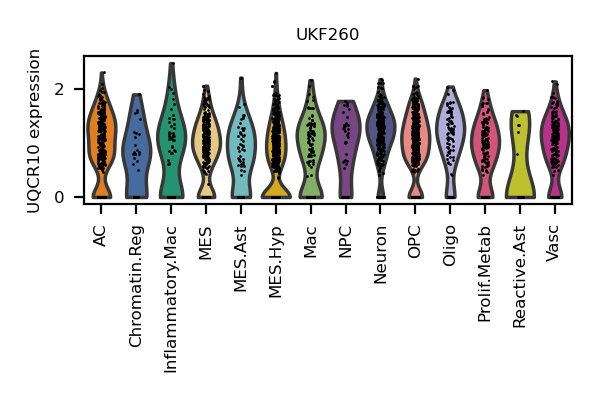 UKF260
UQCR10 expression
2
0
AC
Chromatin.Reg
Inflammatory.Mac
MES
MES.Ast
MES.Hyp
Mac
NPC
Neuron
OPC
Oligo
Prolif.Metab
Reactive.Ast
Vasc